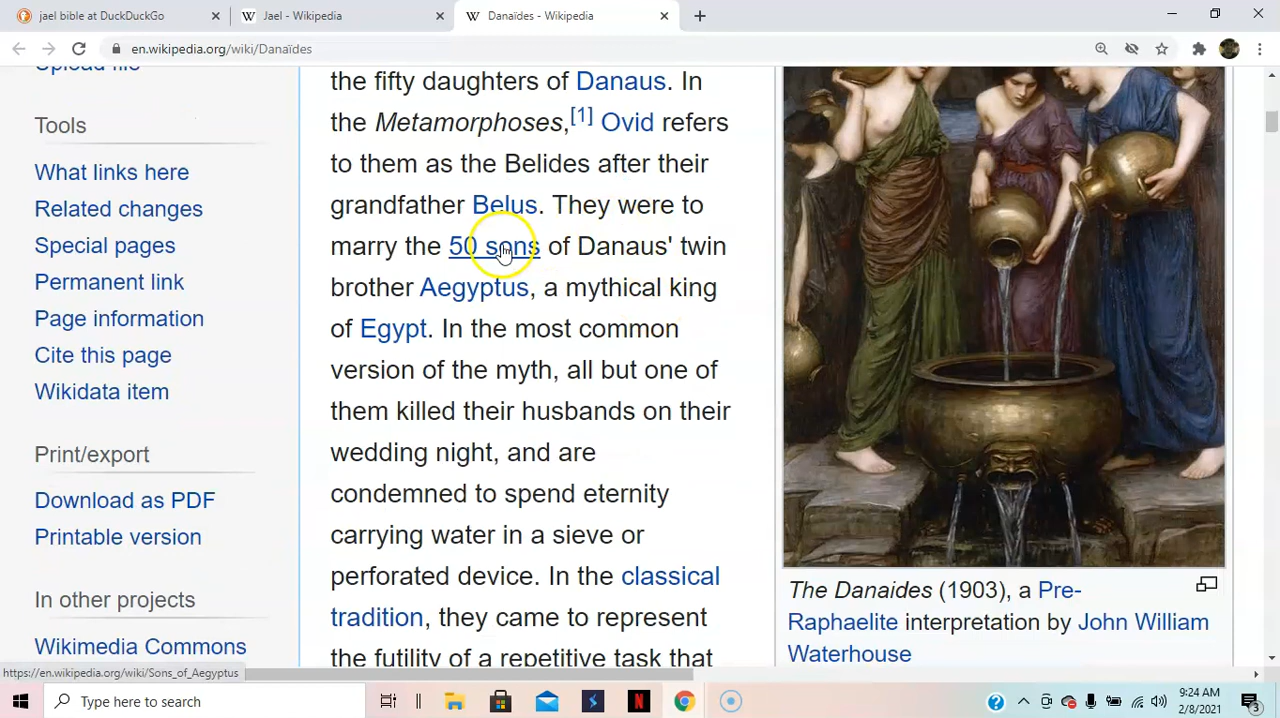 jael bible at DuckDuckGo
Jael - Wikipedia
Danaïdes - Wikipedia
en.wikipedia.org/wiki/Danaïdes
Upload file
Tools
What links here
Related changes
Special pages
Permanent link
Page information
Cite this page
Wikidata item
Print/export
Download as PDF
Printable version
In other projects
Wikimedia Commons
the fifty daughters of Danaus. In
the Metamorphoses,[1] Ovid refers
to them as the Belides after their
grandfather Belus. They were to
marry the 50 sons of Danaus' twin
brother Aegyptus, a mythical king
of Egypt. In the most common
version of the myth, all but one of
them killed their husbands on their
wedding night, and are
condemned to spend eternity
carrying water in a sieve or
perforated device. In the classical
tradition, they came to represent
the futility of a repetitive task that
The Danaides (1903), a Pre-
Raphaelite interpretation by John William
Waterhouse
https://en.wikipedia.org/wiki/Sons_of_Aegyptus
Type here to search
9:24 AM
2/8/2021
3